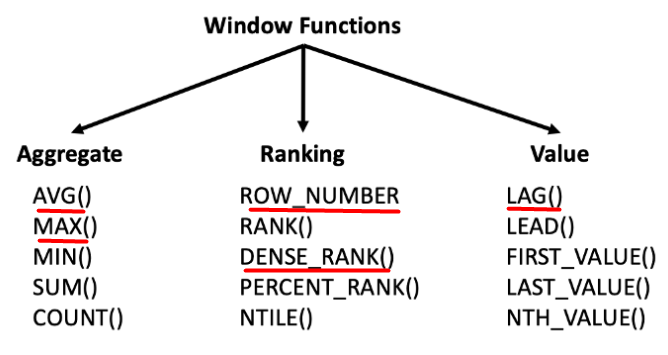 Window Functions
Aggregate
AVG()
MAX()
MIN()
SUM()
COUNT()
Ranking
ROW_NUMBER
RANK()
DENSE_RANK()
PERCENT_RANK()
NTILE()
Value
LAG()
LEAD()
FIRST_VALUE()
LAST_VALUE()
NTH_VALUE()